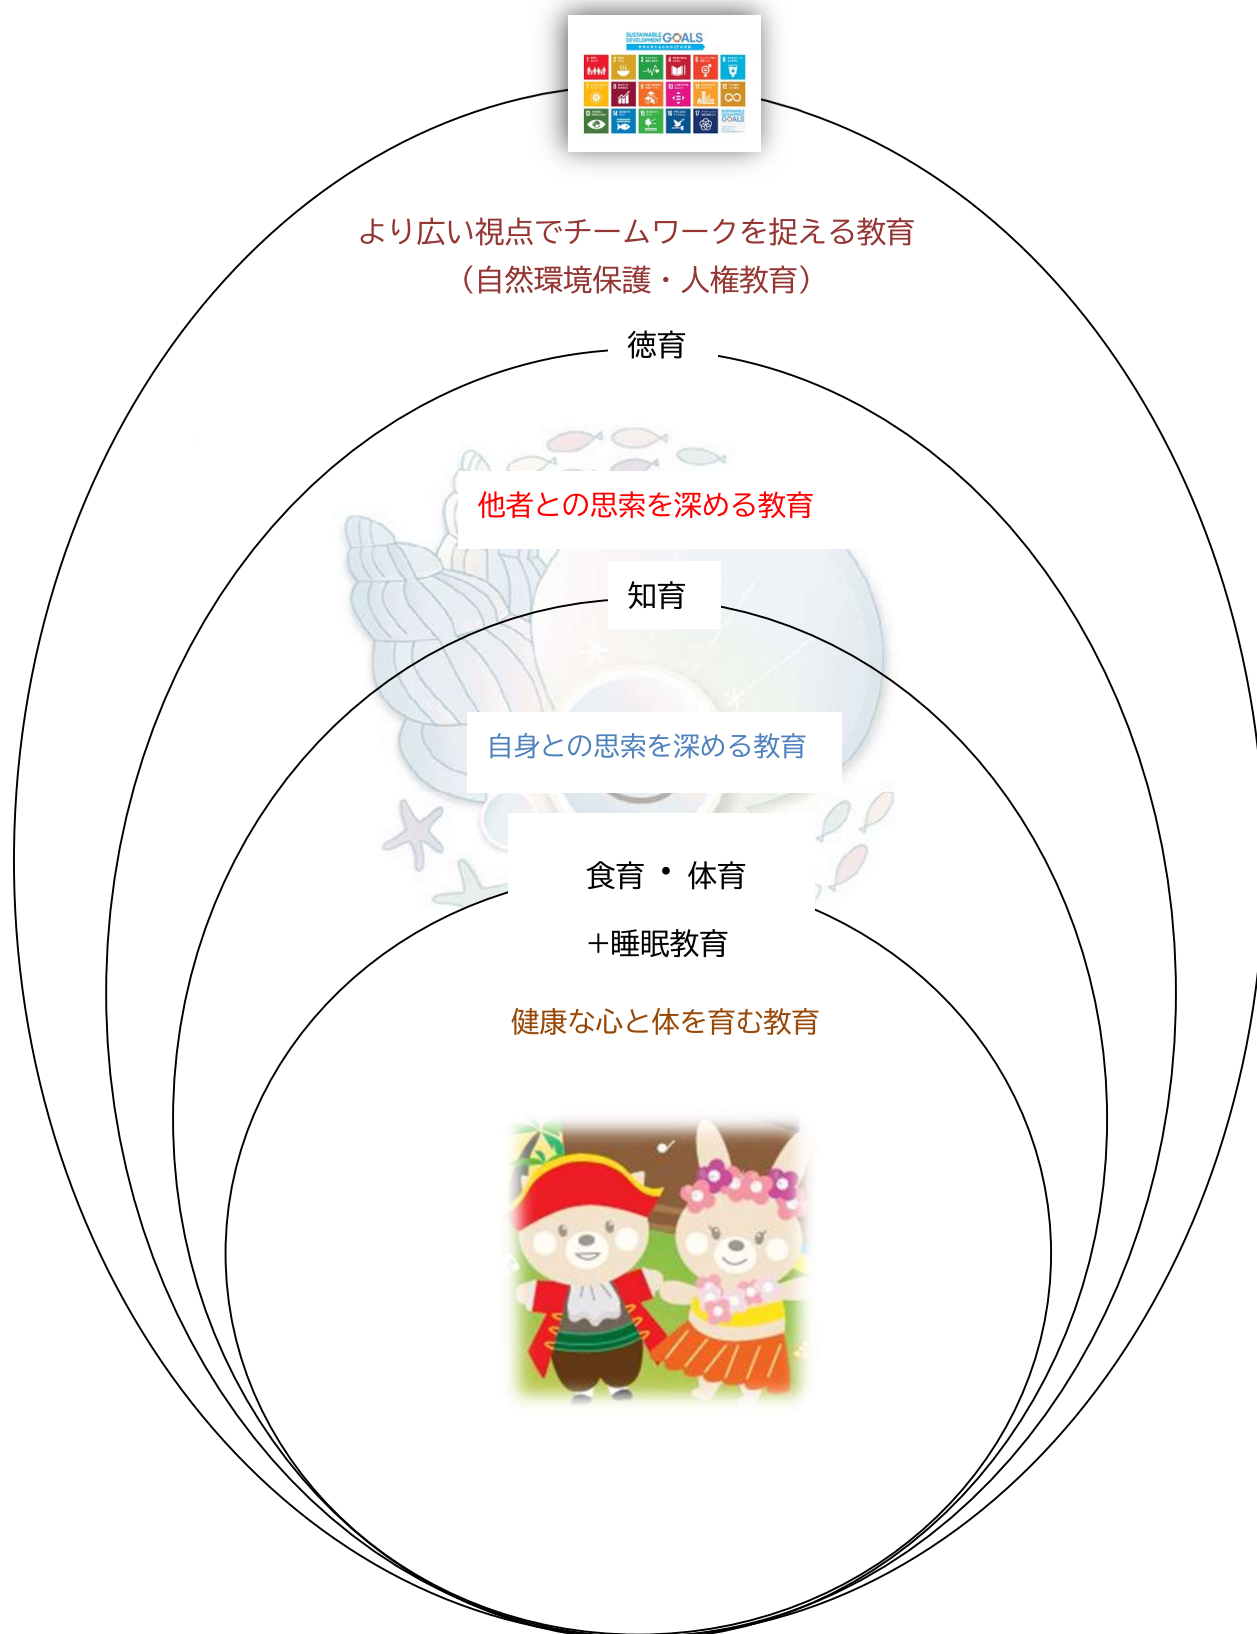 SUSTAINABLE
DEVELOPMENT GOALS
より広い視点でチームワークを捉える教育
（自然環境保護・人権教育）
徳育
他者との思索を深める教育
知育
自身との思索を深める教育
食育・体育
＋睡眠教育
健康な心と体を育む教育